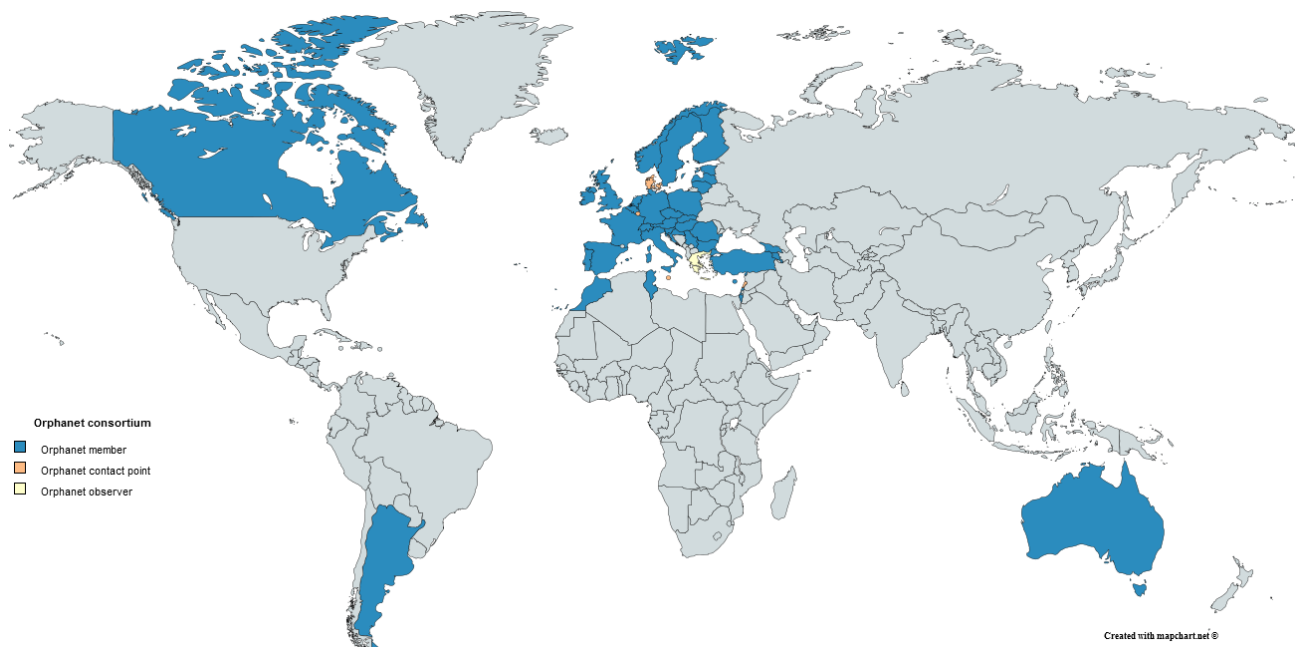 Orphanet consortium
Orphanet member
Orphanet contact point
Orphanet observer
Created with mapchart.net ©